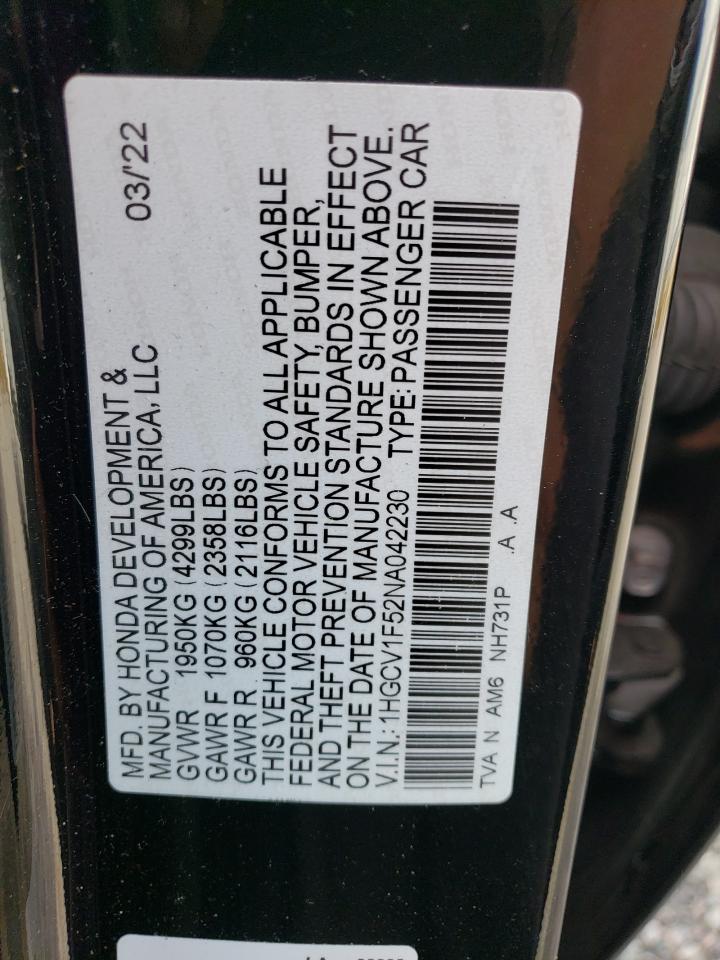 MFD. BY HONDA DEVELOPMENT & 03/'22
MANUFACTURING OF AMERICA, LLC
GVWR 1950KG (4299LBS)
GAWR F 1070KG (2358LBS)
GAWR R 960KG (2116LBS)
THIS VEHICLE CONFORMS TO ALL APPLICABLE
FEDERAL MOTOR VEHICLE SAFETY, BUMPER,
AND THEFT PREVENTION STANDARDS IN EFFECT
ON THE DATE OF MANUFACTURE SHOWN ABOVE.
V.I.N.: 1HGCV1F52NA042230 TYPE: PASSENGER CAR
TVA N AM6 NH731P .A .A